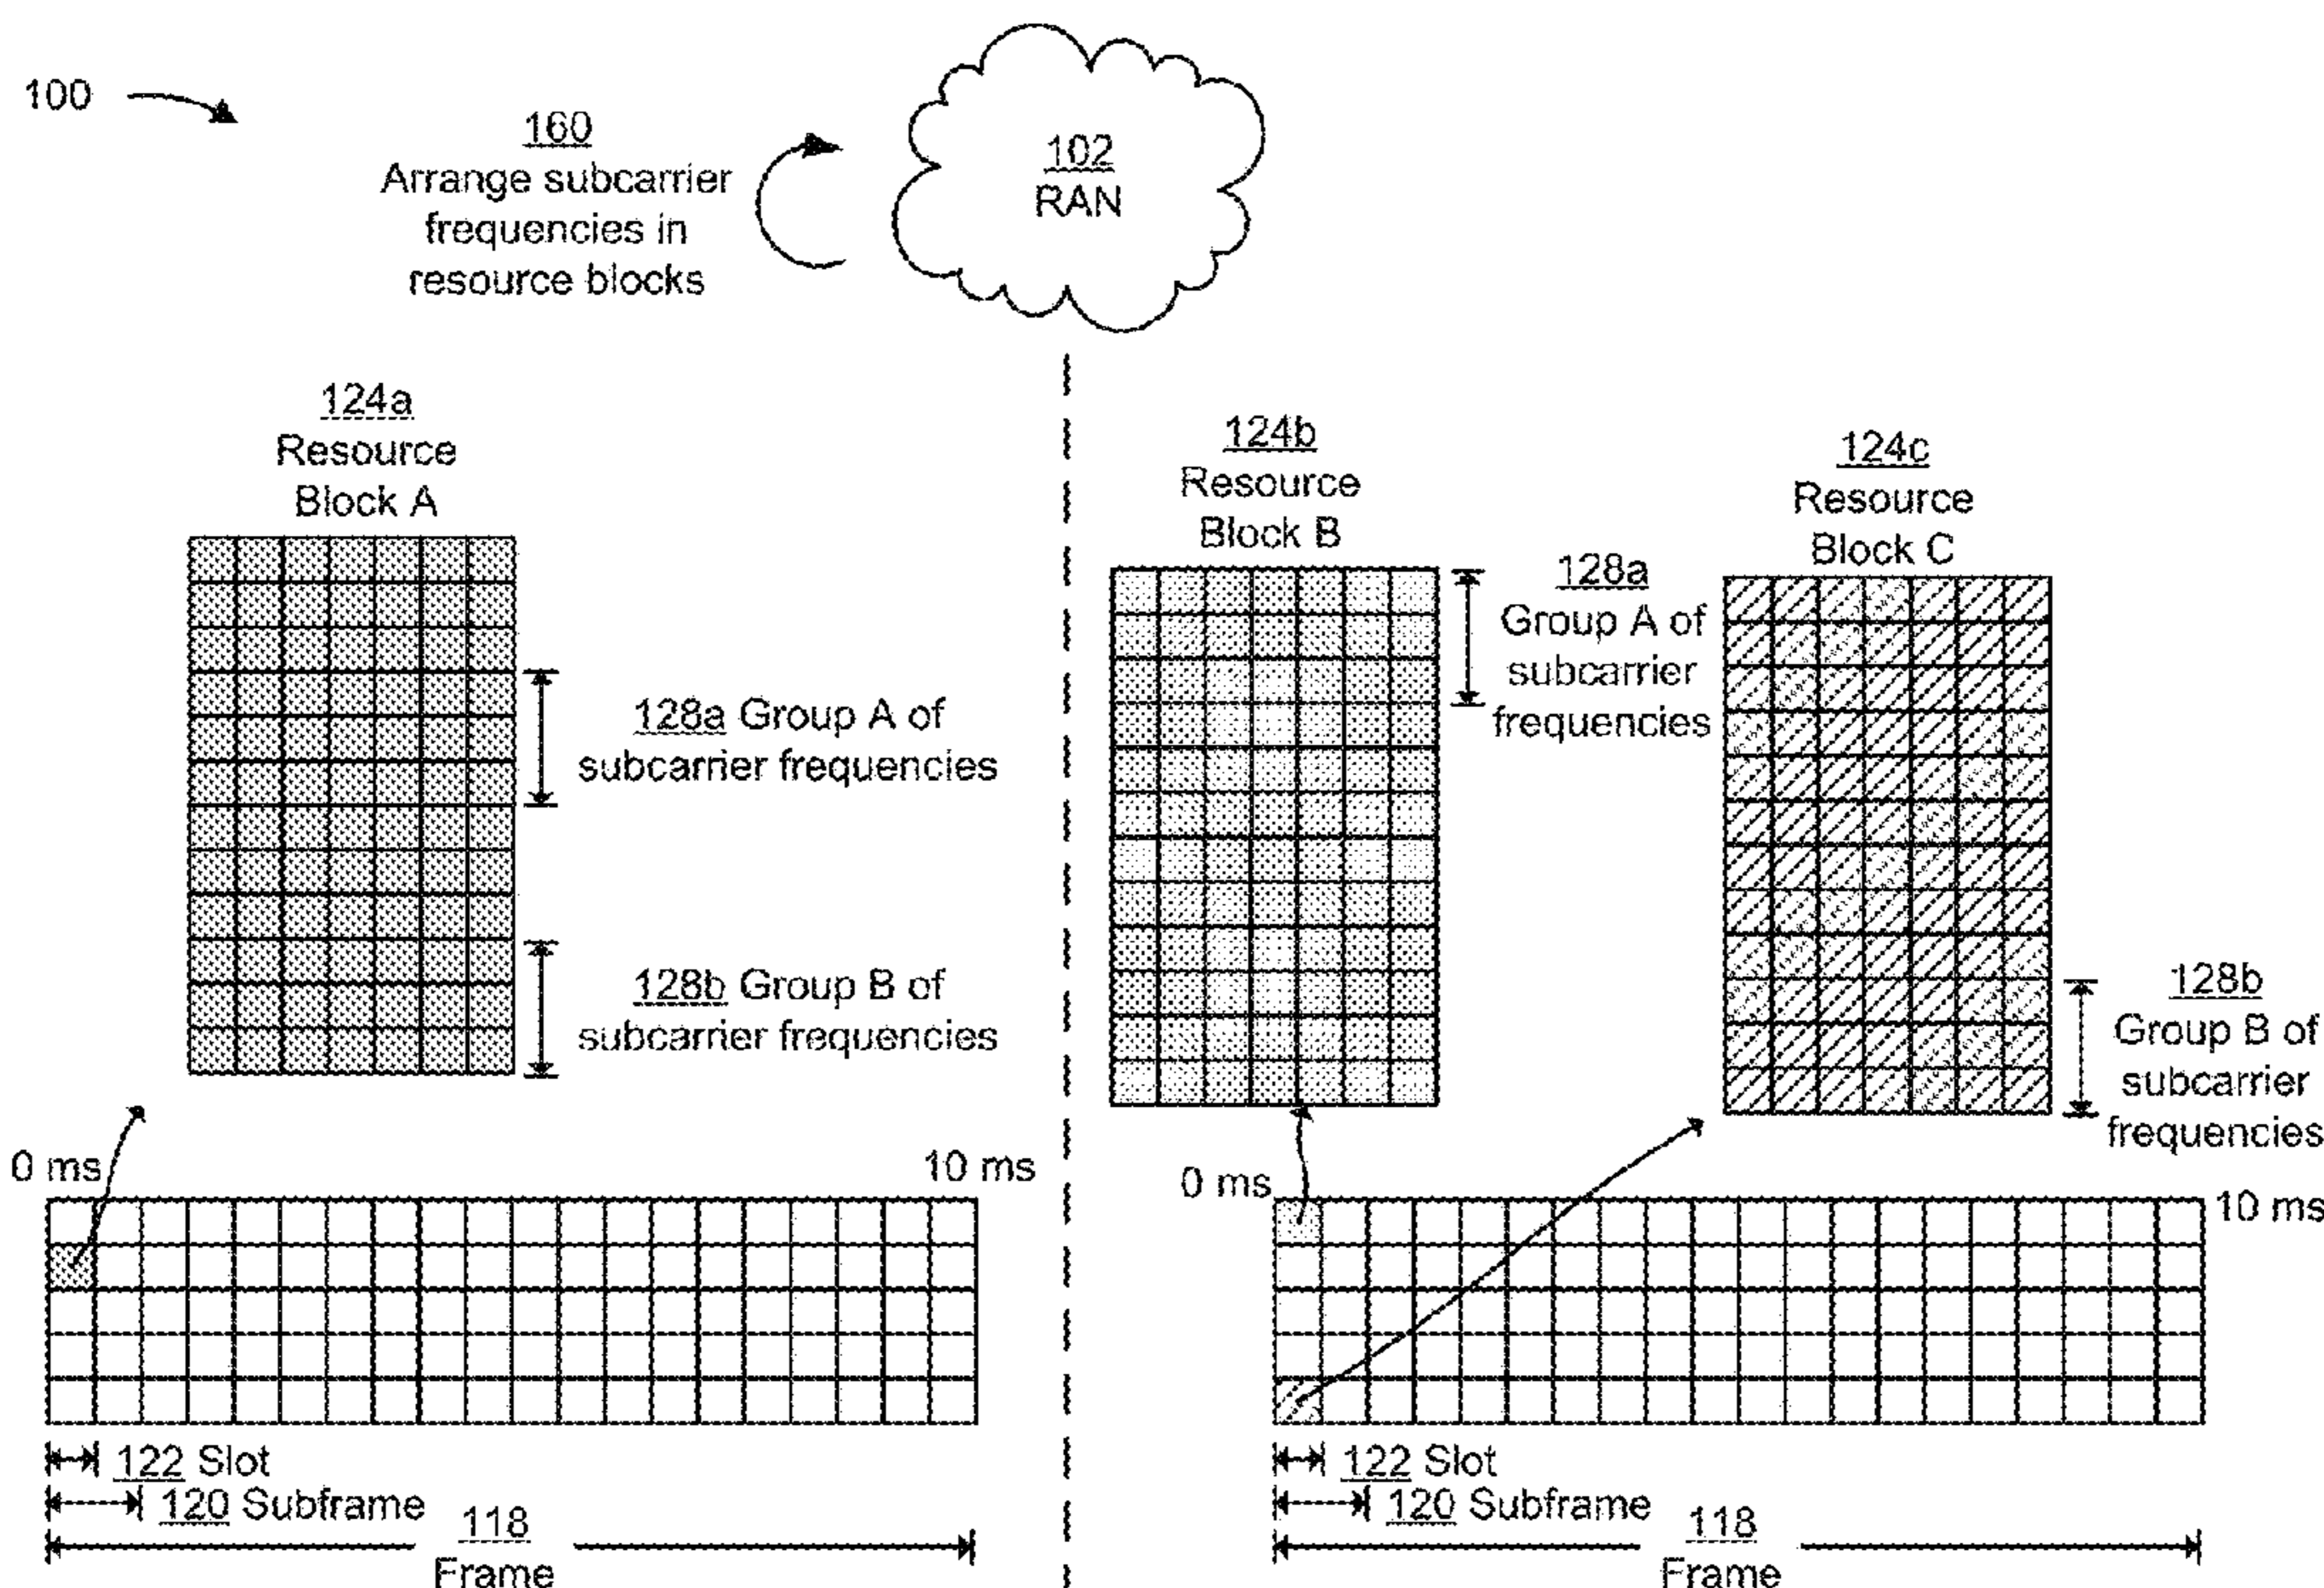 100
160
Arrange subcarrier
frequencies in
resource blocks
102
RAN
124a
Resource
Block A
128a Group A of
subcarrier frequencies
128b Group B of
subcarrier frequencies
0 ms
10 ms
122 Slot
120 Subframe
118
Frame
124b
Resource
Block B
128a
Group A of
subcarrier
frequencies
124c
Resource
Block C
128b
Group B of
subcarrier
frequencies
0 ms
10 ms
122 Slot
120 Subframe
118
Frame